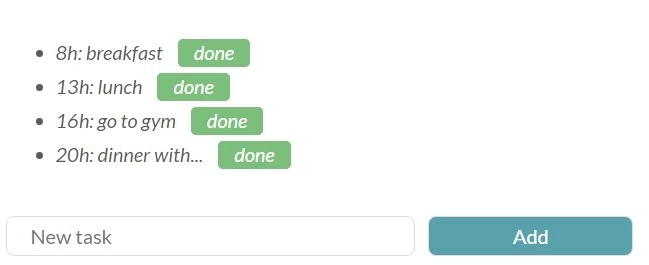 8h: breakfast done
13h: lunch done
16h: go to gym done
20h: dinner with... done
New task Add